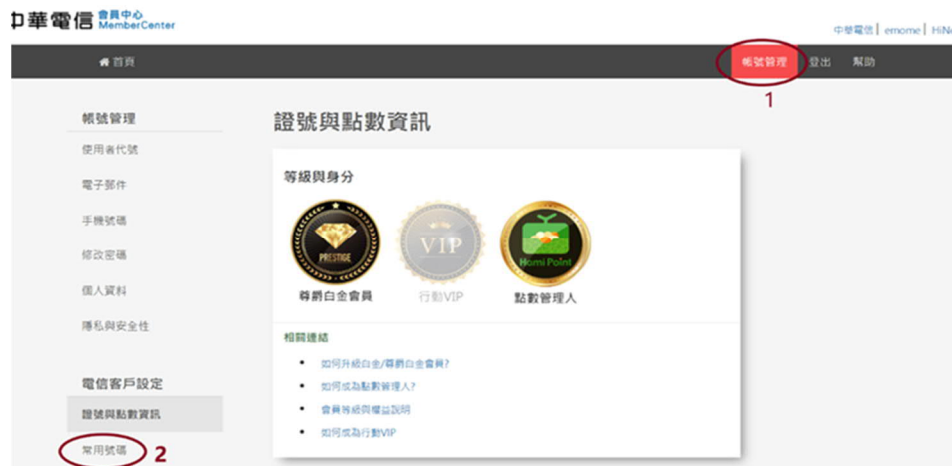 中華電信 會員中心
MemberCenter
中華電信 | emome | HiNe
首頁
帳號管理 登出 幫助
1
帳號管理
使用者代號
電子郵件
手機號碼
修改密碼
個人資料
隱私與安全性
電信客戶設定
證號與點數資訊
常用號碼 2
證號與點數資訊
等級與身分
PRESTIGE
VIP
Hami Point
尊爵白金會員 行動VIP 點數管理人
相關連結
如何升級白金/尊爵白金會員?
如何成為點數管理人?
會員等級與權益說明
如何成為行動VIP